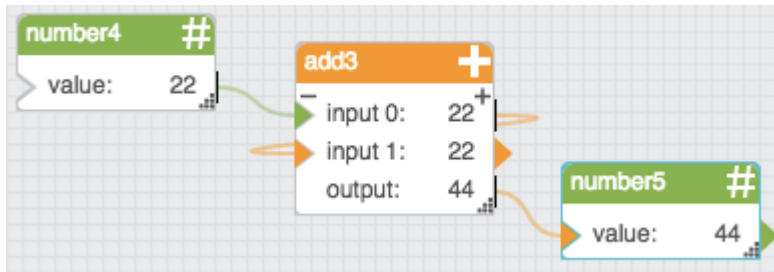 number4 #
value: 22
add3 +
− +
input 0: 22
input 1: 22
output: 44
number5 #
value: 44